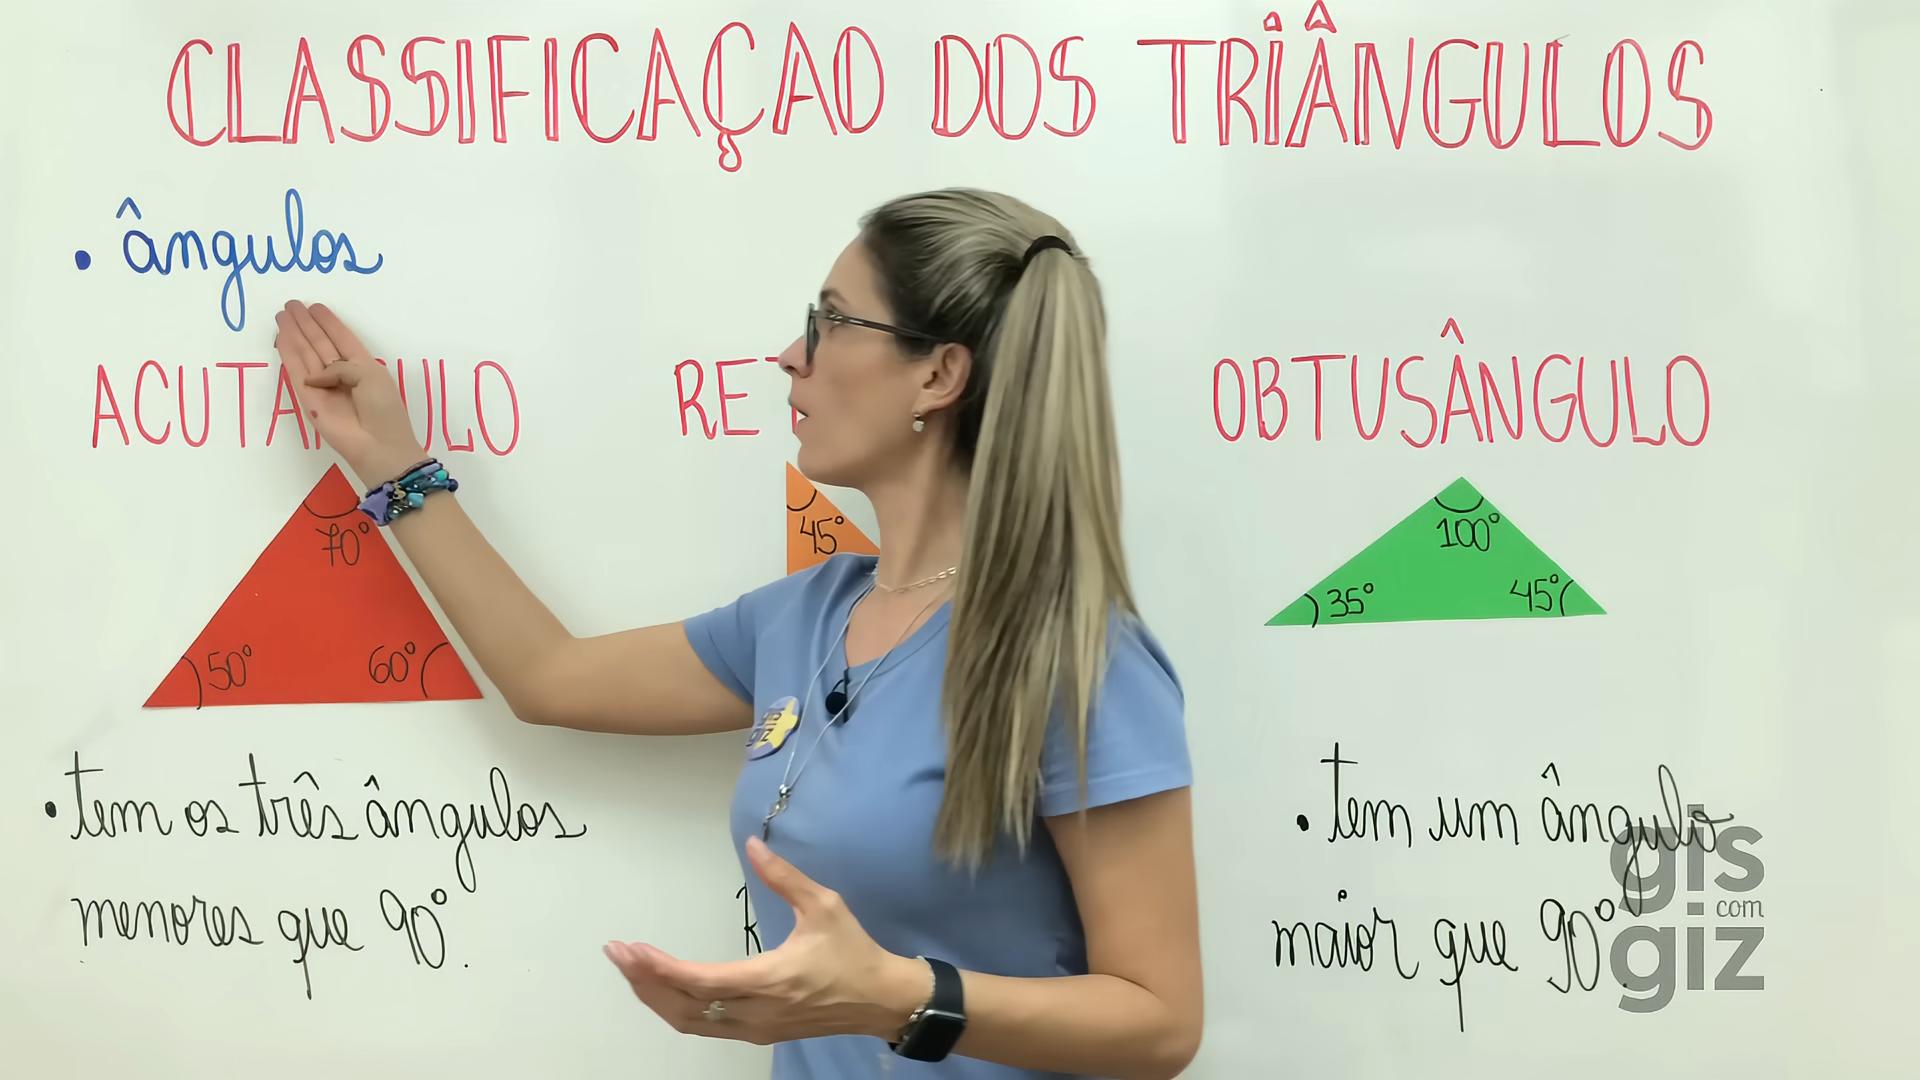 CLASSIFICAÇAO DOS TRIÂNGULOS
• ângulos
OBTUSÂNGULO
70°
50°
60°
45°
100°
35°
45°
• tem os três ângulos
menores que 90°.
• tem um ângulo
maior que 90°.
gis
com
giz